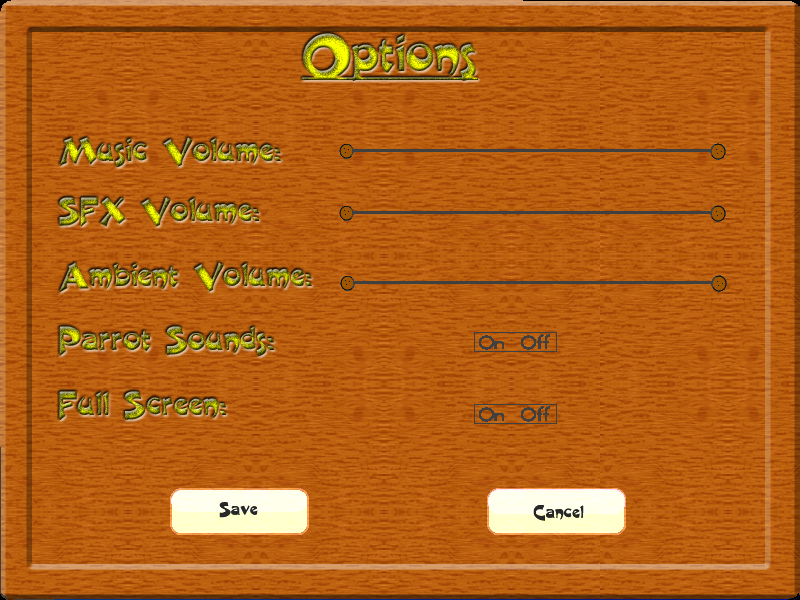 Options
Music Volume:
SFX Volume:
Ambient Volume:
Parrot Sounds: On Off
Full Screen: On Off
Save Cancel